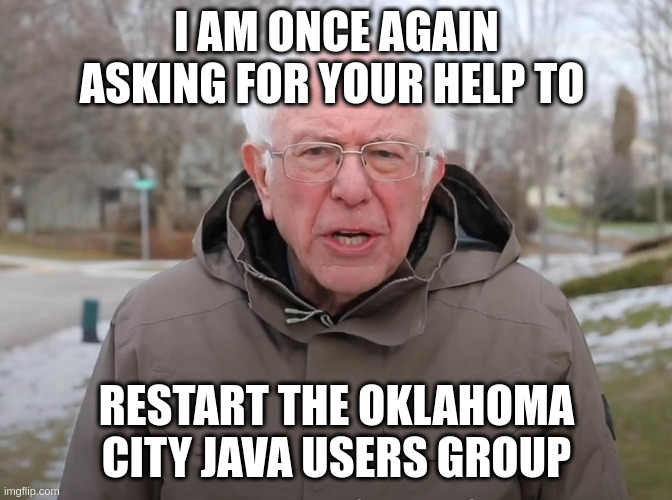 I AM ONCE AGAIN
ASKING FOR YOUR HELP TO
RESTART THE OKLAHOMA
CITY JAVA USERS GROUP
imgflip.com